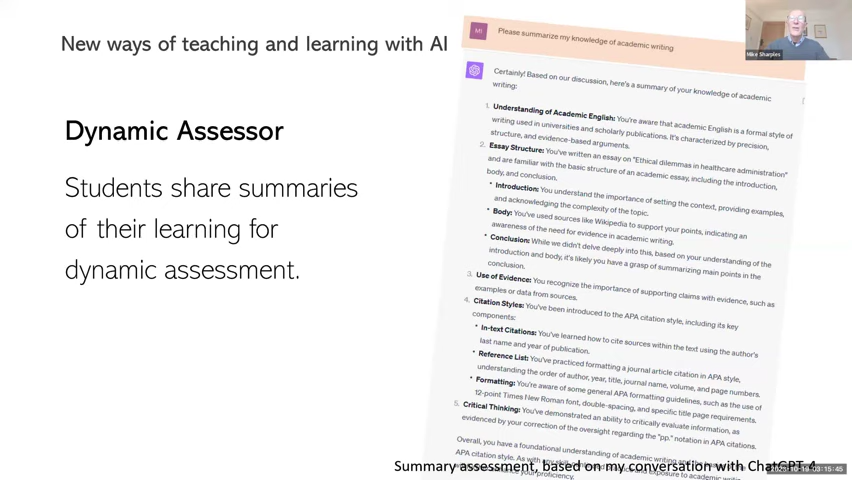 New ways of teaching and learning with AI
Dynamic Assessor
Students share summaries
of their learning for
dynamic assessment.
MI
Please summarize my knowledge of academic writing
Certainly! Based on our discussion, here's a summary of your knowledge of academic
writing:
1. Understanding of Academic English: You're aware that academic English is a formal style of
writing used in universities and scholarly publications. It's characterized by precision,
structure, and evidence-based arguments.
2. Essay Structure: You've written an essay on "Ethical dilemmas in healthcare administration"
and are familiar with the basic structure of an academic essay, including the introduction,
body, and conclusion.
• Introduction: You understand the importance of setting the context, providing examples,
and acknowledging the complexity of the topic.
• Body: You've used sources like Wikipedia to support your points, indicating an
awareness of the need for evidence in academic writing.
• Conclusion: While we didn't delve deeply into this, based on your understanding of the
introduction and body, it's likely you have a grasp of summarizing main points in the
conclusion.
3. Use of Evidence: You recognize the importance of supporting claims with evidence, such as
examples or data from sources.
4. Citation Styles: You've been introduced to the APA citation style, including its key
components:
• In-text Citations: You've learned how to cite sources within the text using the author's
last name and year of publication.
• Reference List: You've practiced formatting a journal article citation in APA style,
understanding the order of author, year, title, journal name, volume, and page numbers.
• Formatting: You're aware of some general APA formatting guidelines, such as the use of
12-point Times New Roman font, double-spacing, and specific title page requirements.
5. Critical Thinking: You've demonstrated an ability to critically evaluate information, as
evidenced by your correction of the oversight regarding the "pp." notation in APA citations.
Overall, you have a foundational understanding of academic writing and the
APA citation style. As with any skill, and exposure to academic
your proficiency.
Summary assessment, based on my conversation with ChatGPT-4
Mike Sharples
2025-10-19 03:15:45